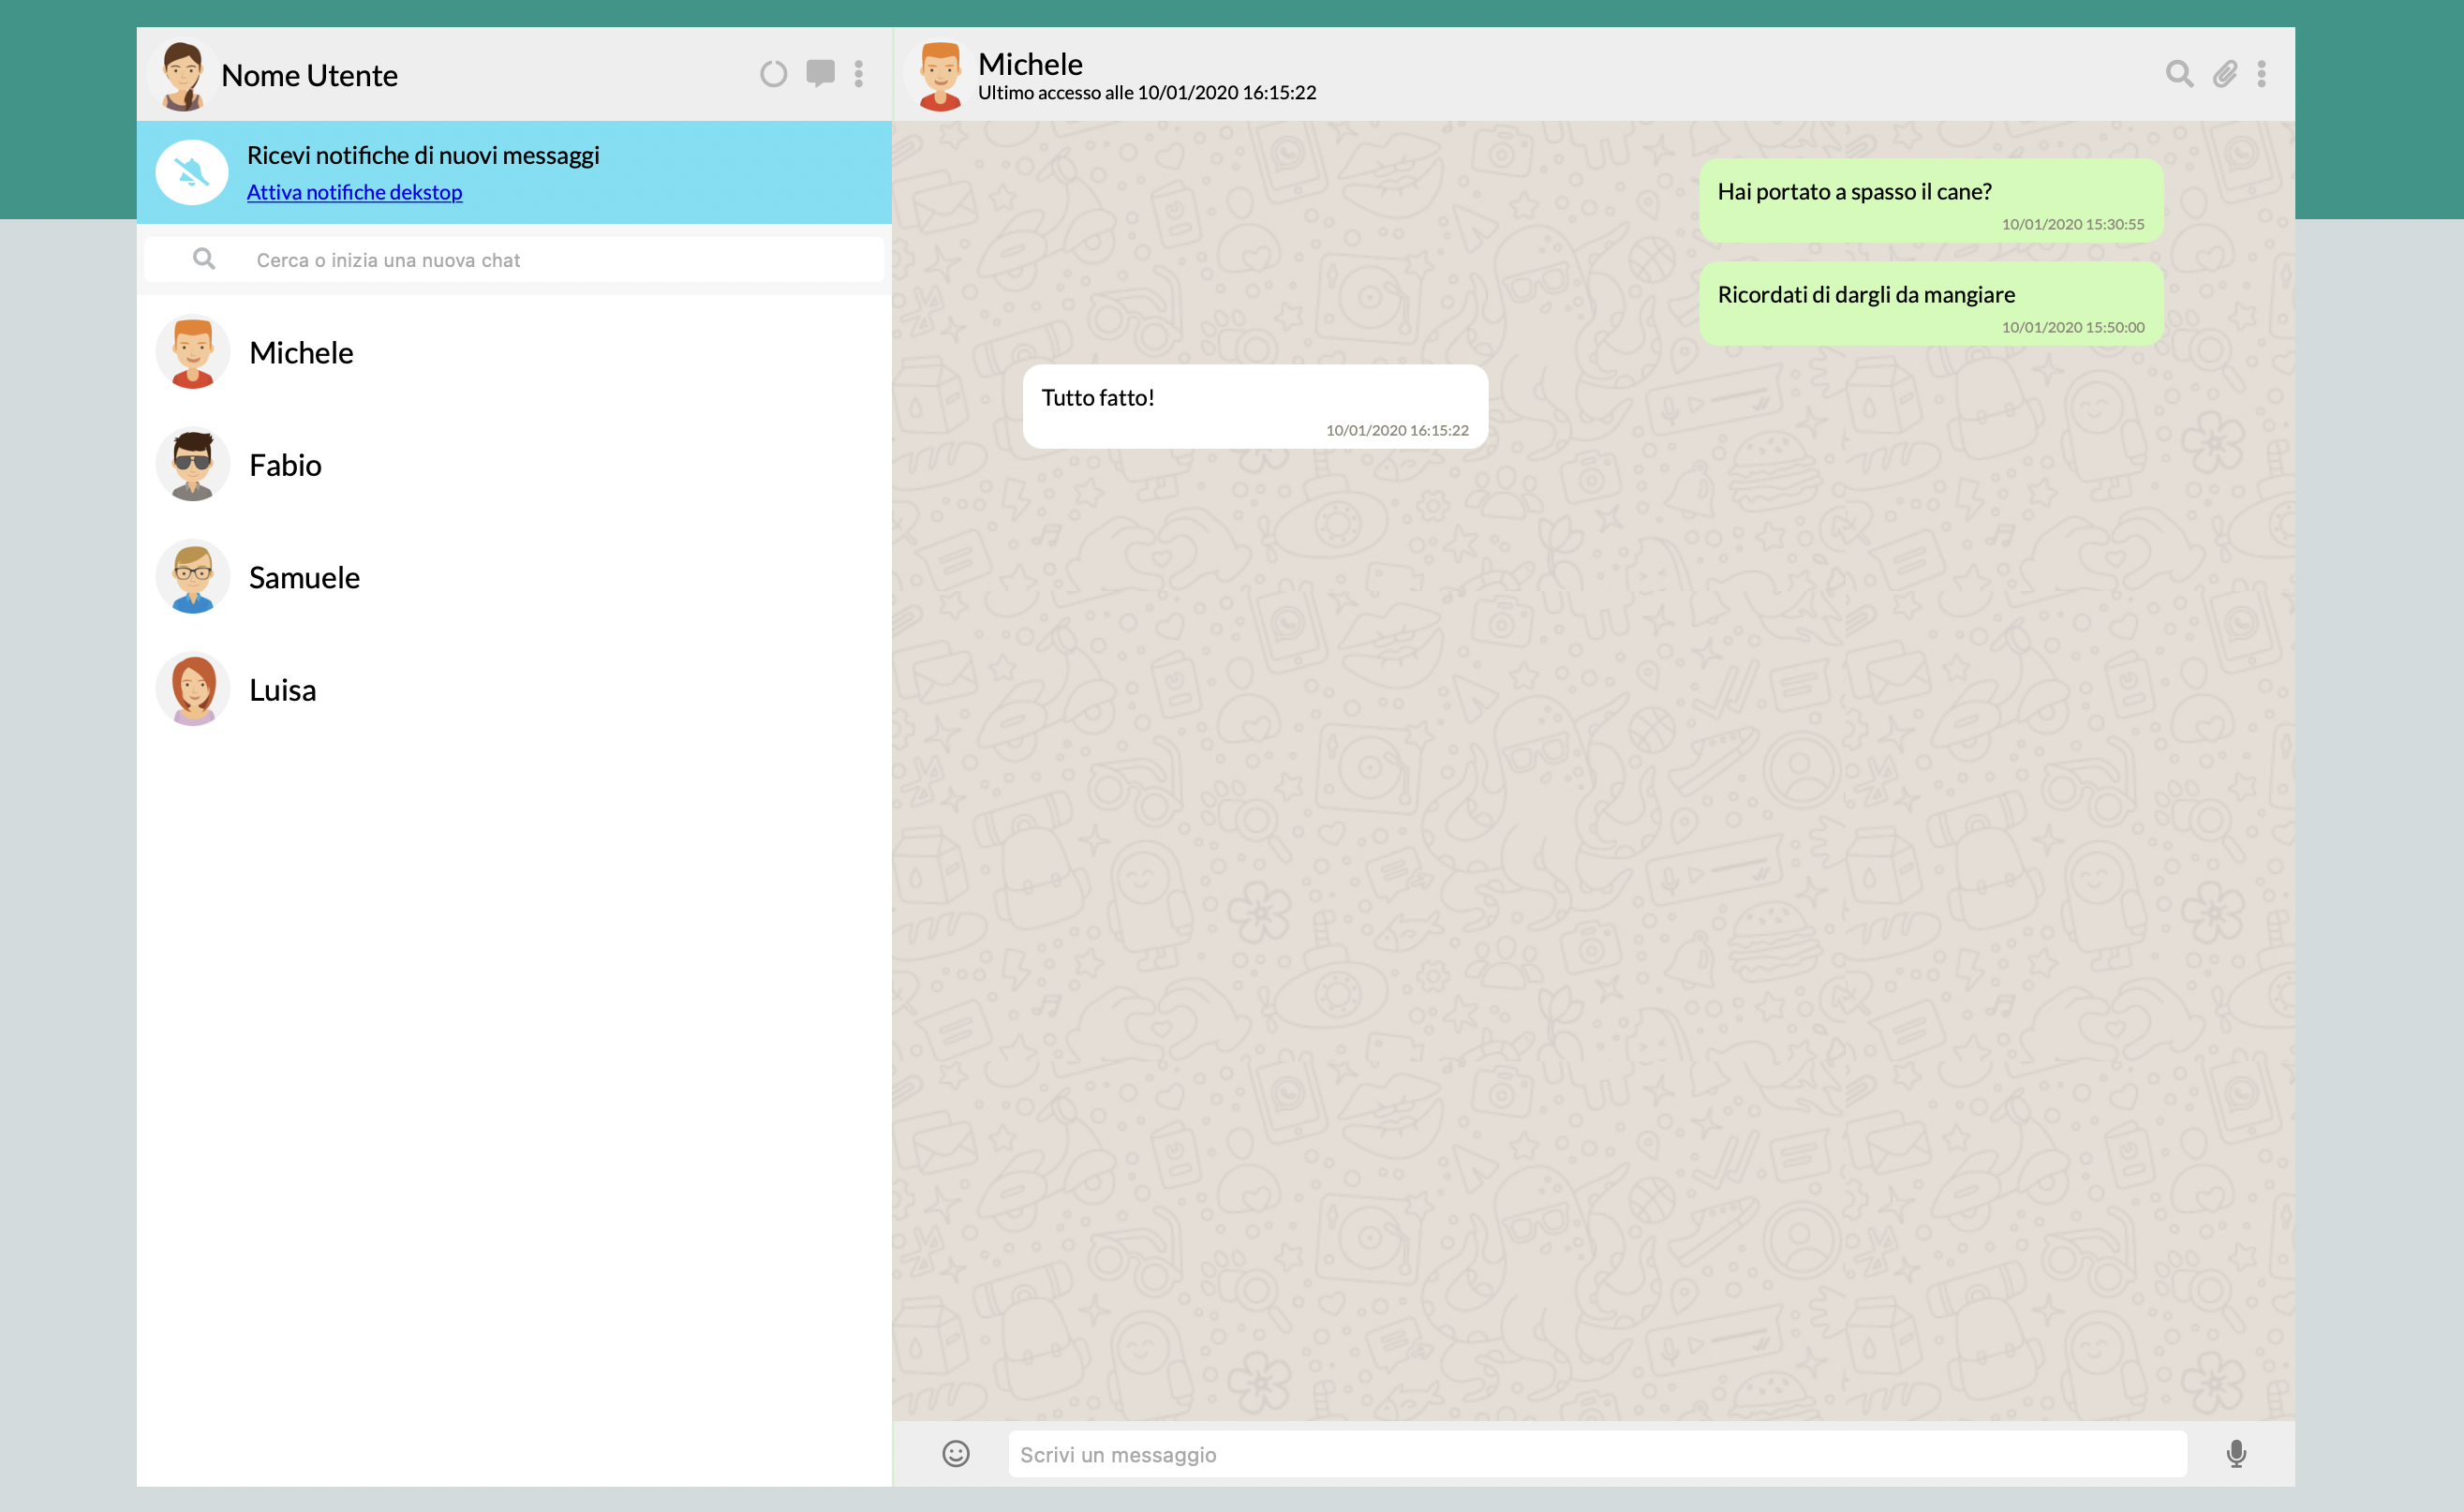 Nome Utente
Ricevi notifiche di nuovi messaggi
Attiva notifiche dekstop
Cerca o inizia una nuova chat
Michele
Fabio
Samuele
Luisa
Michele
Ultimo accesso alle 10/01/2020 16:15:22
Hai portato a spasso il cane?
10/01/2020 15:30:55
Ricordati di dargli da mangiare
10/01/2020 15:50:00
Tutto fatto!
10/01/2020 16:15:22
Scrivi un messaggio